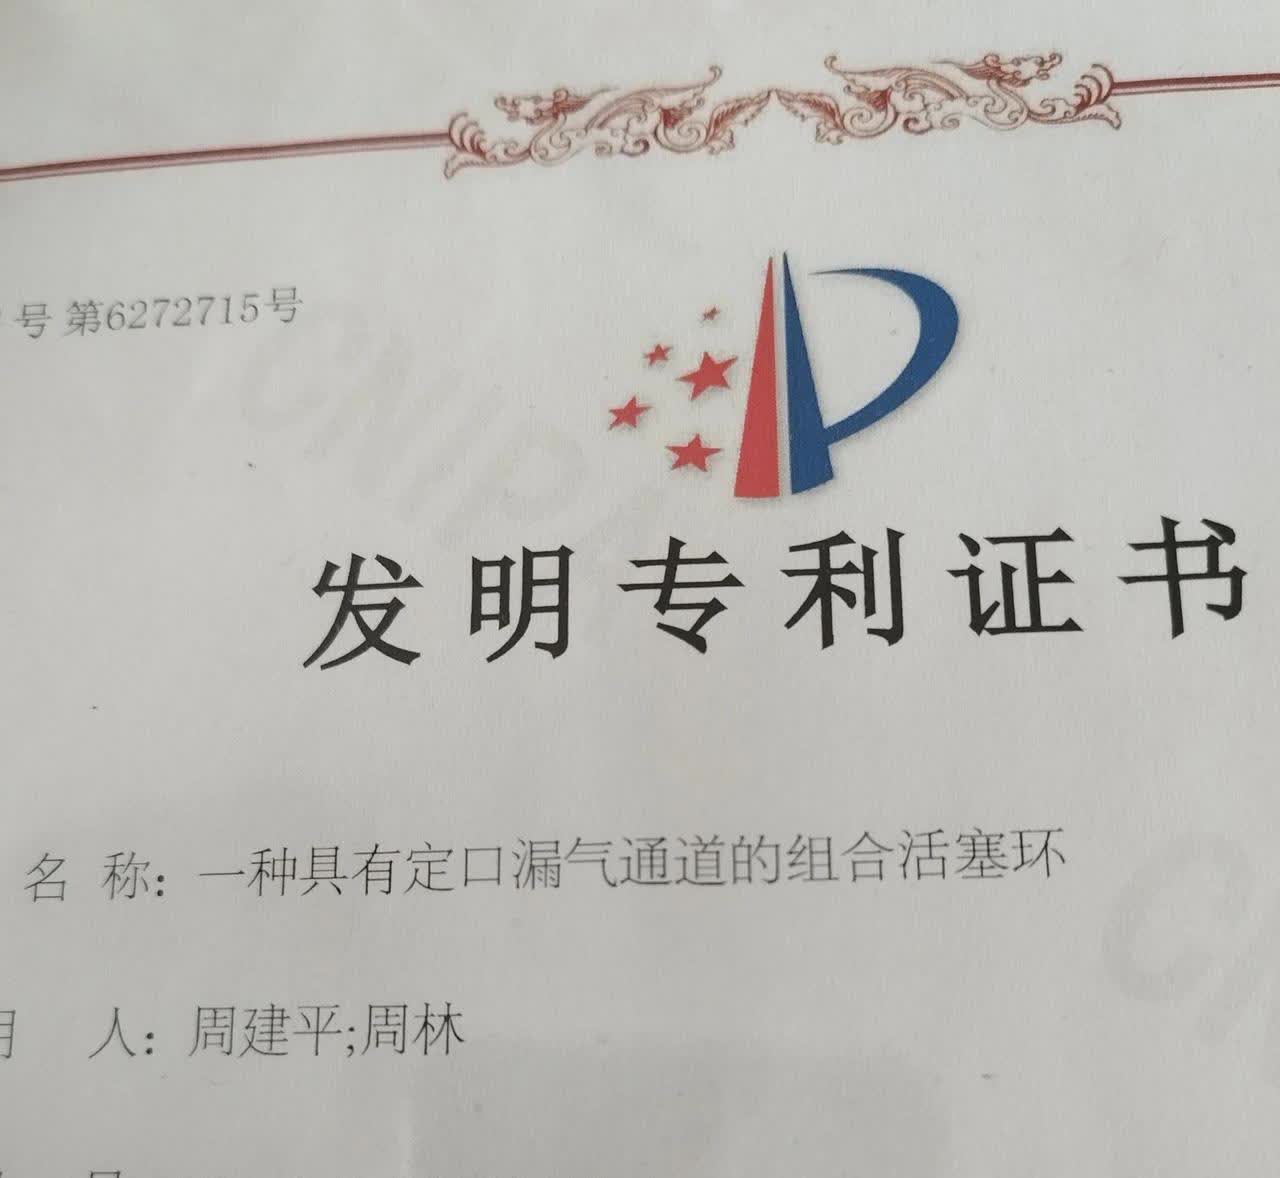 号 第6272715号
发明专利证书
名 称：一种具有定口漏气通道的组合活塞环
人：周建平;周林